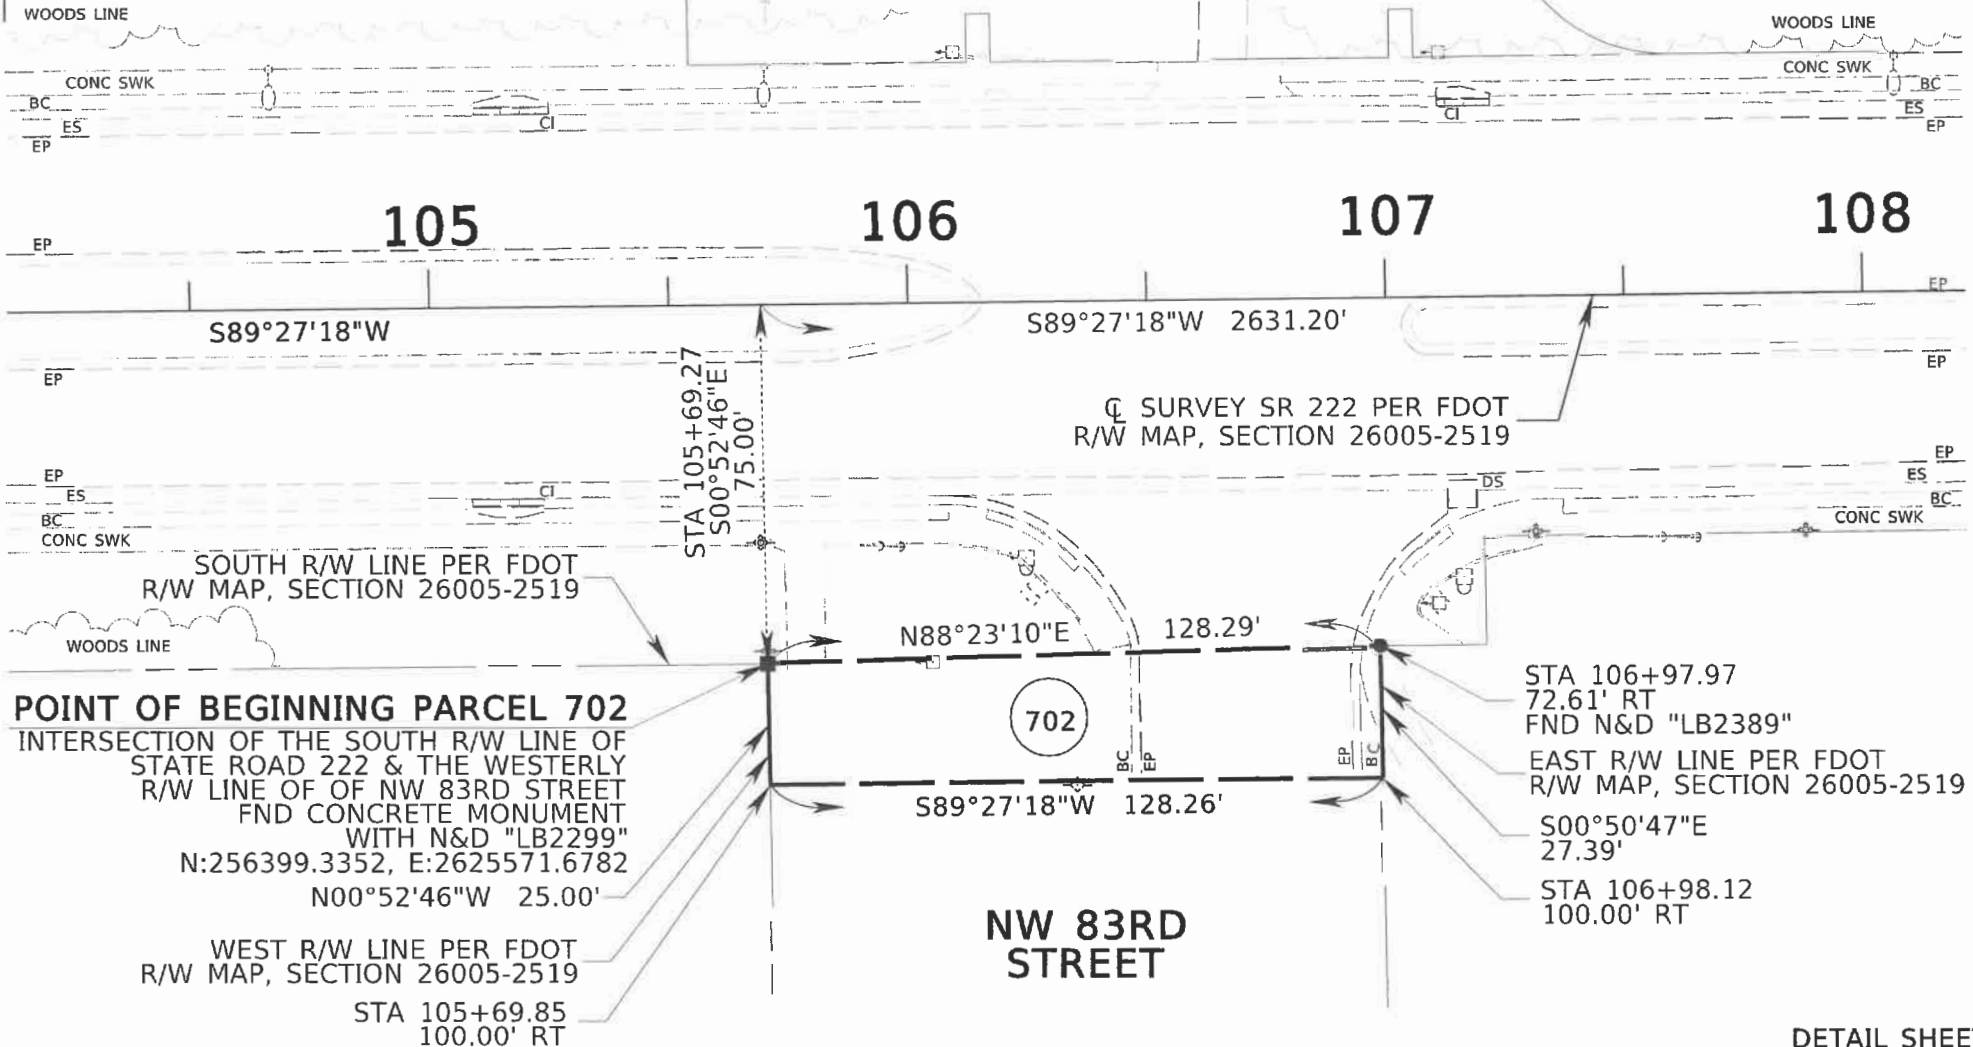 WOODS LINE
WOODS LINE
CONC SWK
CONC SWK
BC
BC
ES
CI
CI
ES
EP
EP
105
106
107
108
EP
EP
S89°27'18"W
S89°27'18"W 2631.20'
EP
EP
STA 105+69.27
S00°52'46"E
75.00'
℄ SURVEY SR 222 PER FDOT
R/W MAP, SECTION 26005-2519
EP
EP
ES
CI
DS
ES
BC
BC
CONC SWK
CONC SWK
SOUTH R/W LINE PER FDOT
R/W MAP, SECTION 26005-2519
WOODS LINE
N88°23'10"E 128.29'
POINT OF BEGINNING PARCEL 702
INTERSECTION OF THE SOUTH R/W LINE OF
STATE ROAD 222 & THE WESTERLY
R/W LINE OF OF NW 83RD STREET
FND CONCRETE MONUMENT
WITH N&D "LB2299"
N:256399.3352, E:2625571.6782
N00°52'46"W 25.00'
WEST R/W LINE PER FDOT
R/W MAP, SECTION 26005-2519
STA 105+69.85
100.00' RT
702
BC
EP
EP
BC
S89°27'18"W 128.26'
STA 106+97.97
72.61' RT
FND N&D "LB2389"
EAST R/W LINE PER FDOT
R/W MAP, SECTION 26005-2519
S00°50'47"E
27.39'
STA 106+98.12
100.00' RT
NW 83RD
STREET
DETAIL SHEET